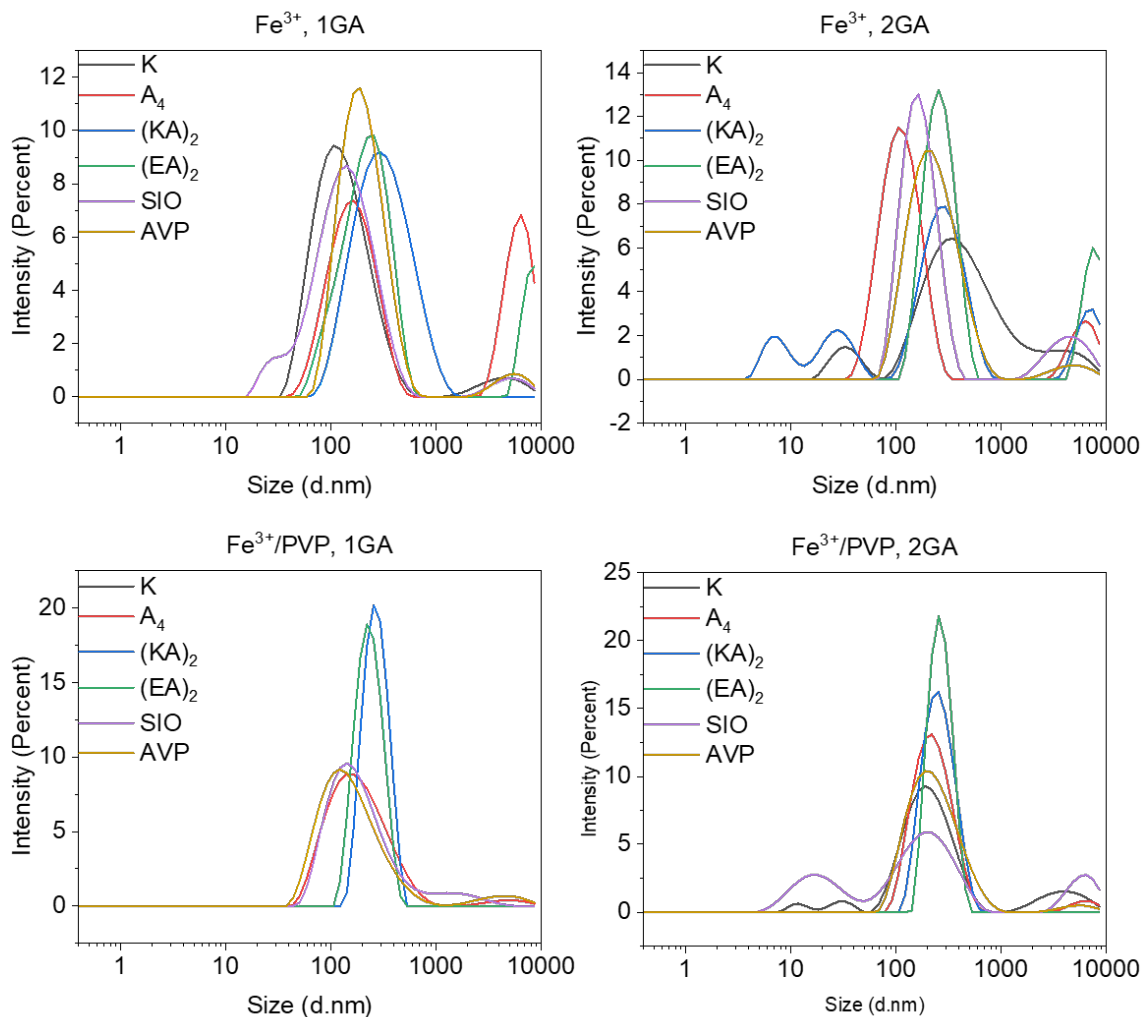 Fe³⁺, 1GA
K
A₄
(KA)₂
(EA)₂
SIO
AVP
12
10
8
6
4
2
0
Intensity (Percent)
1
10
100
1000
10000
Size (d.nm)
Fe³⁺, 2GA
K
A₄
(KA)₂
(EA)₂
SIO
AVP
14
12
10
8
6
4
2
0
-2
Intensity (Percent)
1
10
100
1000
10000
Size (d.nm)
Fe³⁺/PVP, 1GA
K
A₄
(KA)₂
(EA)₂
SIO
AVP
20
15
10
5
0
Intensity (Percent)
1
10
100
1000
10000
Size (d.nm)
Fe³⁺/PVP, 2GA
K
A₄
(KA)₂
(EA)₂
SIO
AVP
25
20
15
10
5
0
Intensity (Percent)
1
10
100
1000
10000
Size (d.nm)